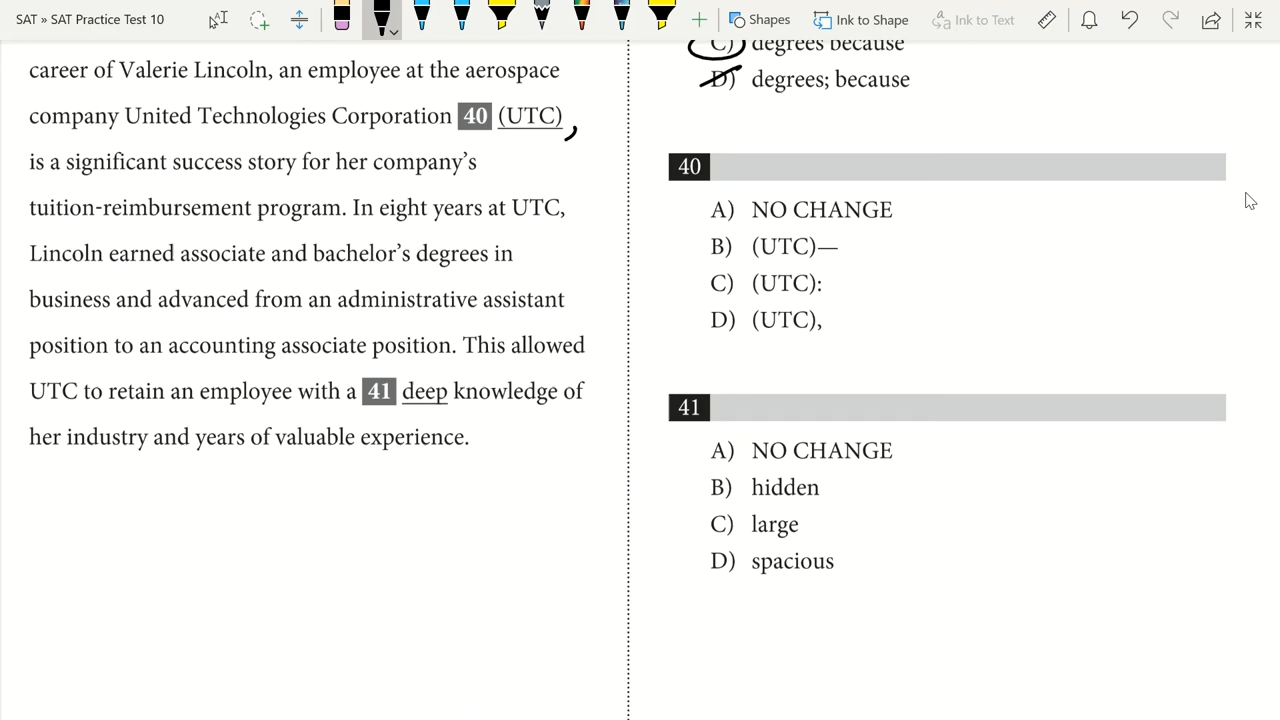 SAT » SAT Practice Test 10
Shapes
Ink to Shape
Ink to Text
career of Valerie Lincoln, an employee at the aerospace
company United Technologies Corporation 40 (UTC) ,
is a significant success story for her company’s
tuition-reimbursement program. In eight years at UTC,
Lincoln earned associate and bachelor’s degrees in
business and advanced from an administrative assistant
position to an accounting associate position. This allowed
UTC to retain an employee with a 41 deep knowledge of
her industry and years of valuable experience.
C) degrees because
D) degrees; because
40
A) NO CHANGE
B) (UTC)—
C) (UTC):
D) (UTC),
41
A) NO CHANGE
B) hidden
C) large
D) spacious